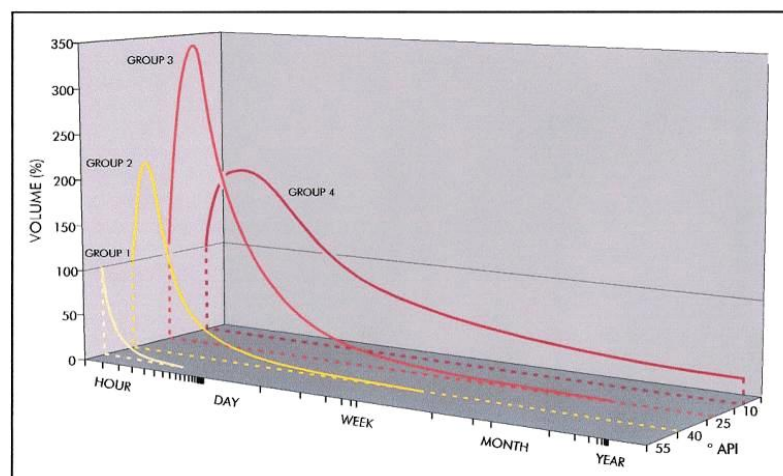 350
GROUP 3
300
250
GROUP 2
200
GROUP 4
VOLUME (%)
150
GROUP 1
100
50
0
HOUR
DAY
WEEK
MONTH
YEAR
10
25
40
55
° API